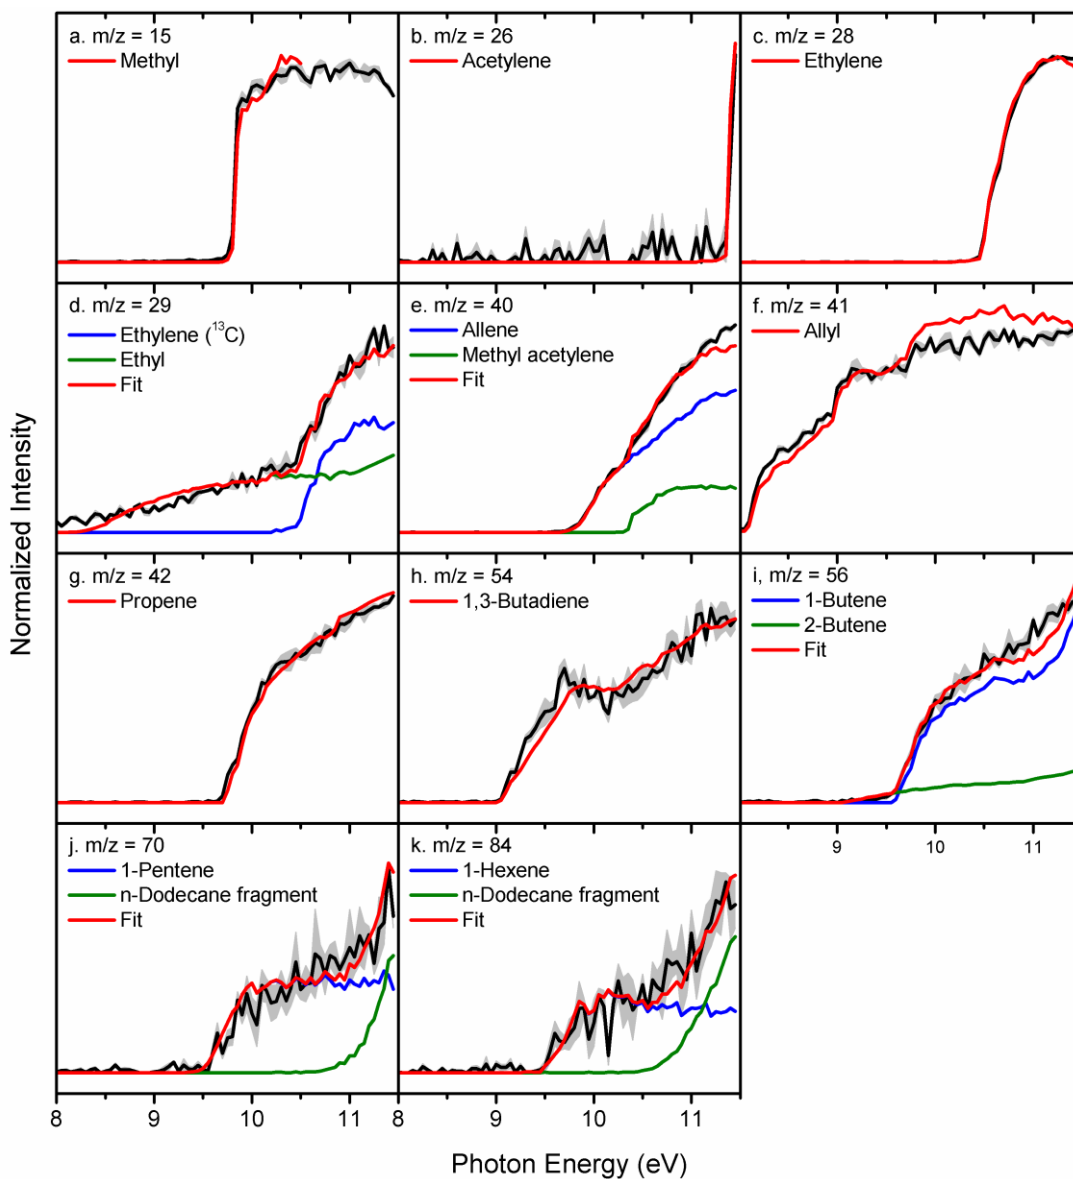 a. m/z = 15
Methyl
b. m/z = 26
Acetylene
c. m/z = 28
Ethylene
d. m/z = 29
Ethylene (¹³C)
Ethyl
Fit
e. m/z = 40
Allene
Methyl acetylene
Fit
f. m/z = 41
Allyl
g. m/z = 42
Propene
h. m/z = 54
1,3-Butadiene
i, m/z = 56
1-Butene
2-Butene
Fit
j. m/z = 70
1-Pentene
n-Dodecane fragment
Fit
k. m/z = 84
1-Hexene
n-Dodecane fragment
Fit
Normalized Intensity
9 10 11
8 9 10 11 8 9 10 11
Photon Energy (eV)